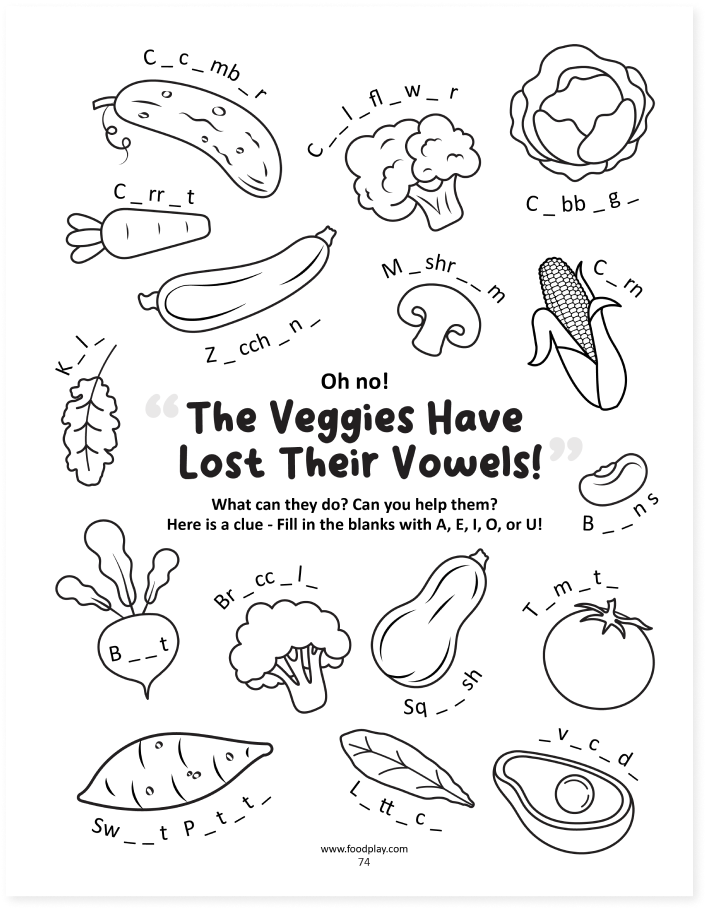 C _ c _ mb _ r
C _ _ l _ fl _ w _ r
C _ bb _ g _
C _ rr _ t
M _ shr _ _ m
C _ rn
Z _ cch _ n _
K _ l _
Oh no!
“The Veggies Have
Lost Their Vowels!”
What can they do? Can you help them?
Here is a clue - Fill in the blanks with A, E, I, O, or U!
B _ _ n s
Br _ cc _ l _
T _ m _ t _
B _ _ t
Sq _ _ sh
_ v _ c _ d _
L _ tt _ c _
Sw _ _ t P _ t _ t _
www.foodplay.com
74